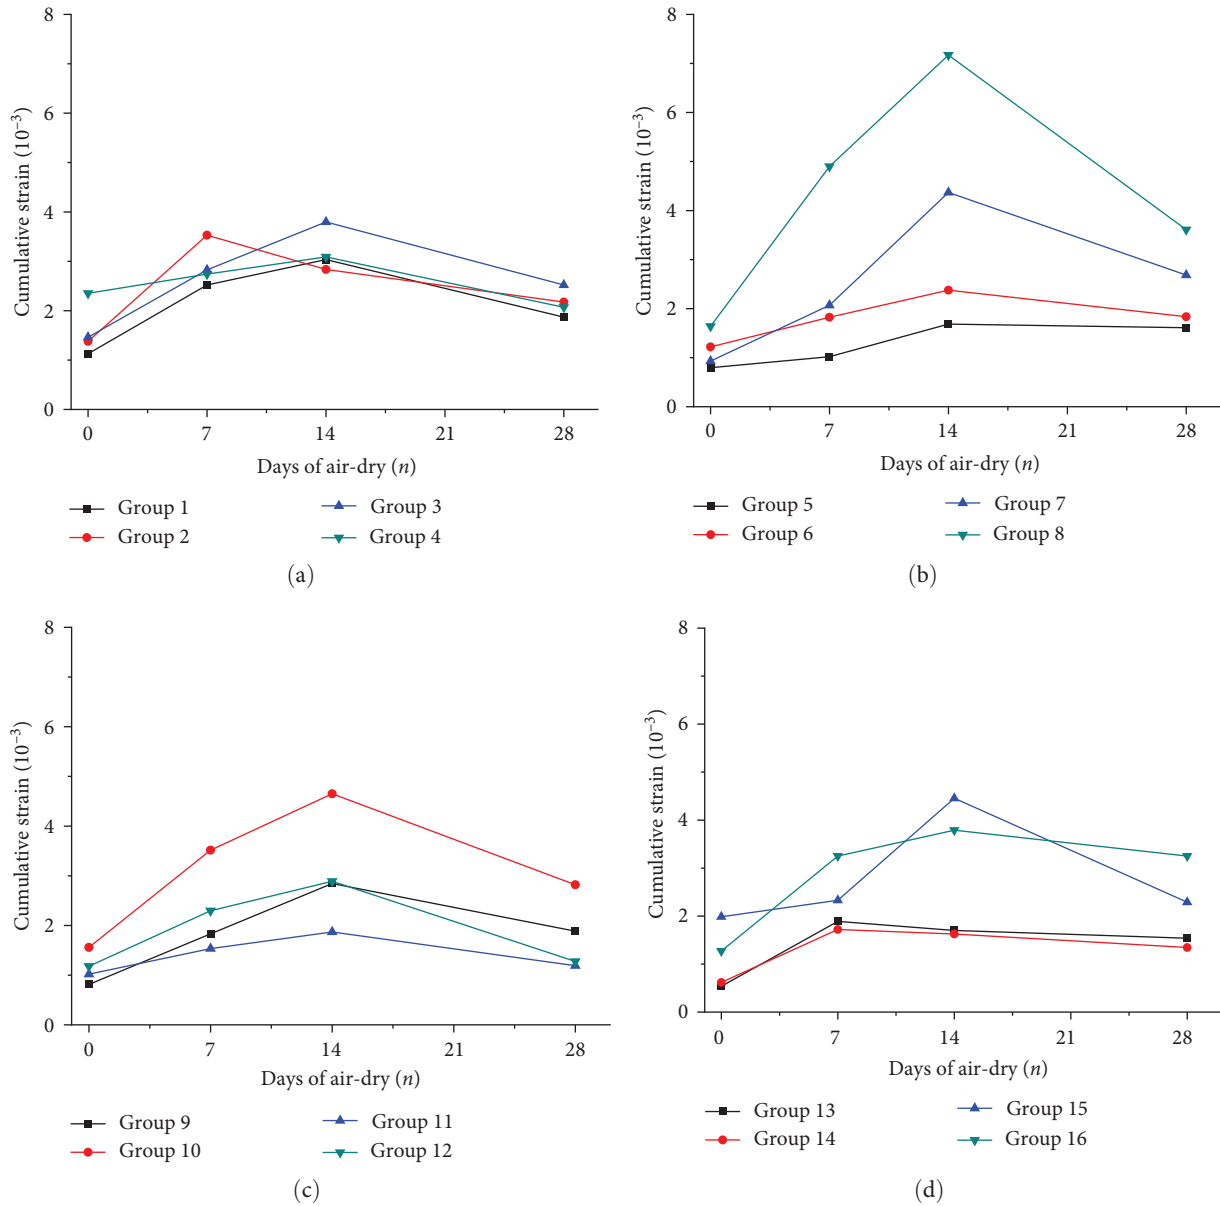 8
6
4
2
0
Cumulative strain (10⁻³)
0 7 14 21 28
Days of air-dry (n)
Group 1 Group 3
Group 2 Group 4
(a)
8
6
4
2
0
Cumulative strain (10⁻³)
0 7 14 21 28
Days of air-dry (n)
Group 5 Group 7
Group 6 Group 8
(b)
8
6
4
2
0
Cumulative strain (10⁻³)
0 7 14 21 28
Days of air-dry (n)
Group 9 Group 11
Group 10 Group 12
(c)
8
6
4
2
0
Cumulative strain (10⁻³)
0 7 14 21 28
Days of air-dry (n)
Group 13 Group 15
Group 14 Group 16
(d)